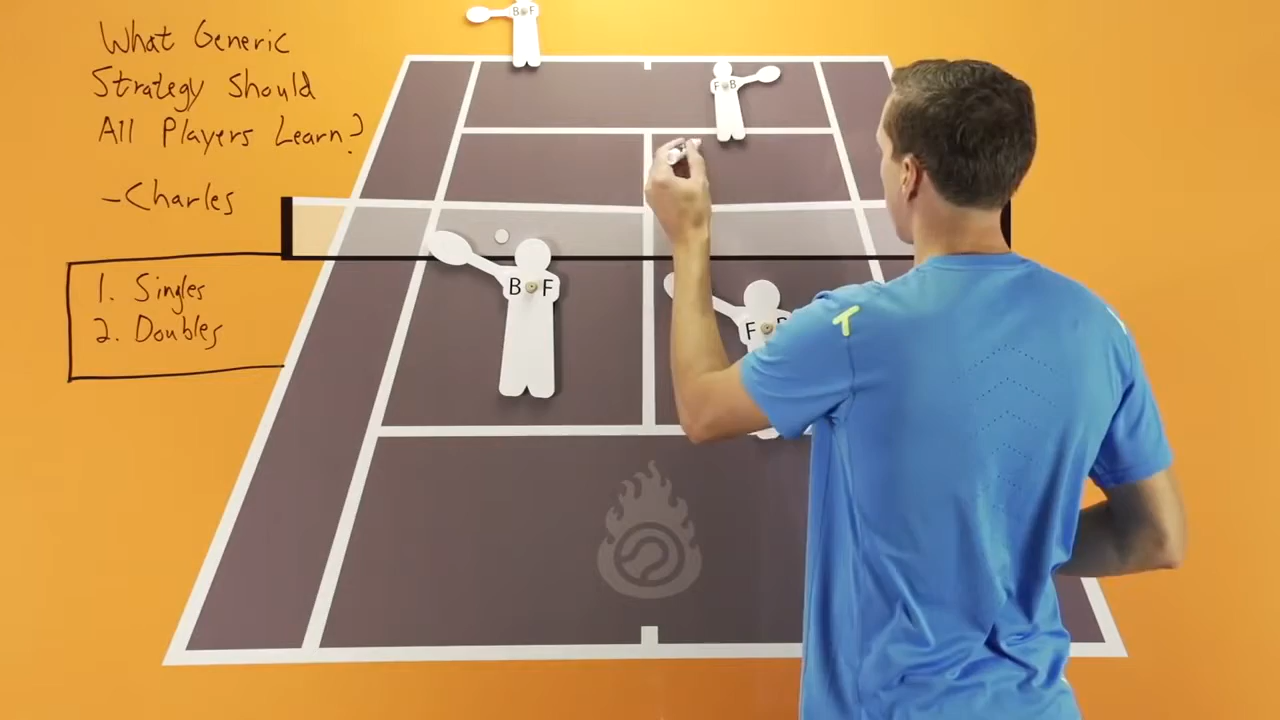 What Generic
Strategy Should
All Players Learn?
- Charles
1. Singles
2. Doubles
B F
F B
B F
F B
T